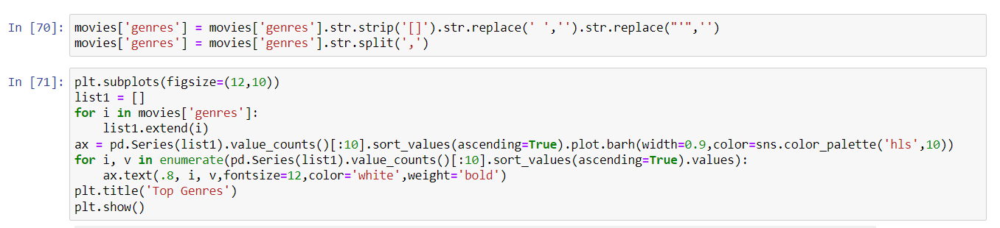 In [70]: movies['genres'] = movies['genres'].str.strip('[]').str.replace(' ','').str.replace("'",'')
movies['genres'] = movies['genres'].str.split(',')
In [71]: plt.subplots(figsize=(12,10))
list1 = []
for i in movies['genres']:
    list1.extend(i)
ax = pd.Series(list1).value_counts()[:10].sort_values(ascending=True).plot.barh(width=0.9,color=sns.color_palette('hls',10))
for i, v in enumerate(pd.Series(list1).value_counts()[:10].sort_values(ascending=True).values):
    ax.text(.8, i, v,fontsize=12,color='white',weight='bold')
plt.title('Top Genres')
plt.show()